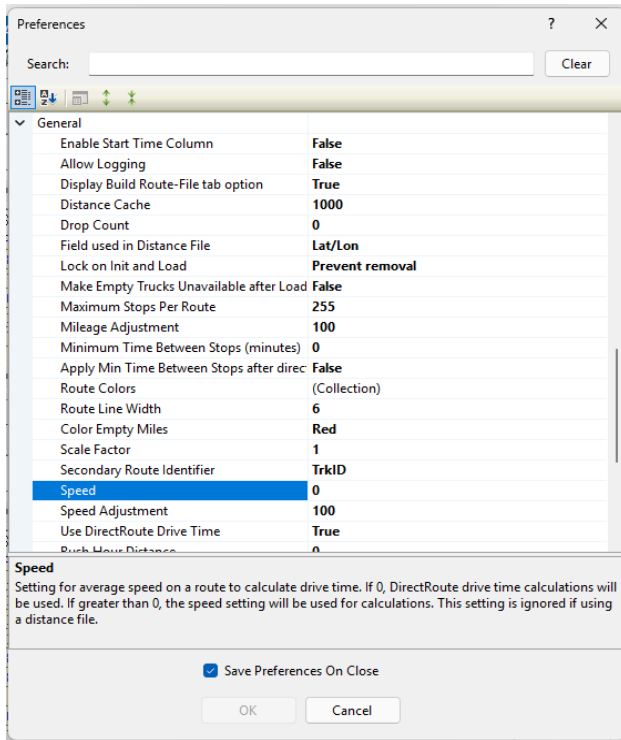 Preferences ? ×
Search: Clear
General
Enable Start Time Column False
Allow Logging False
Display Build Route-File tab option True
Distance Cache 1000
Drop Count 0
Field used in Distance File Lat/Lon
Lock on Init and Load Prevent removal
Make Empty Trucks Unavailable after Load False
Maximum Stops Per Route 255
Mileage Adjustment 100
Minimum Time Between Stops (minutes) 0
Apply Min Time Between Stops after direc False
Route Colors (Collection)
Route Line Width 6
Color Empty Miles Red
Scale Factor 1
Secondary Route Identifier TrkID
Speed 0
Speed Adjustment 100
Use DirectRoute Drive Time True
Rush Hour Distance 0
Speed
Setting for average speed on a route to calculate drive time. If 0, DirectRoute drive time calculations will
be used. If greater than 0, the speed setting will be used for calculations. This setting is ignored if using
a distance file.
Save Preferences On Close
OK Cancel